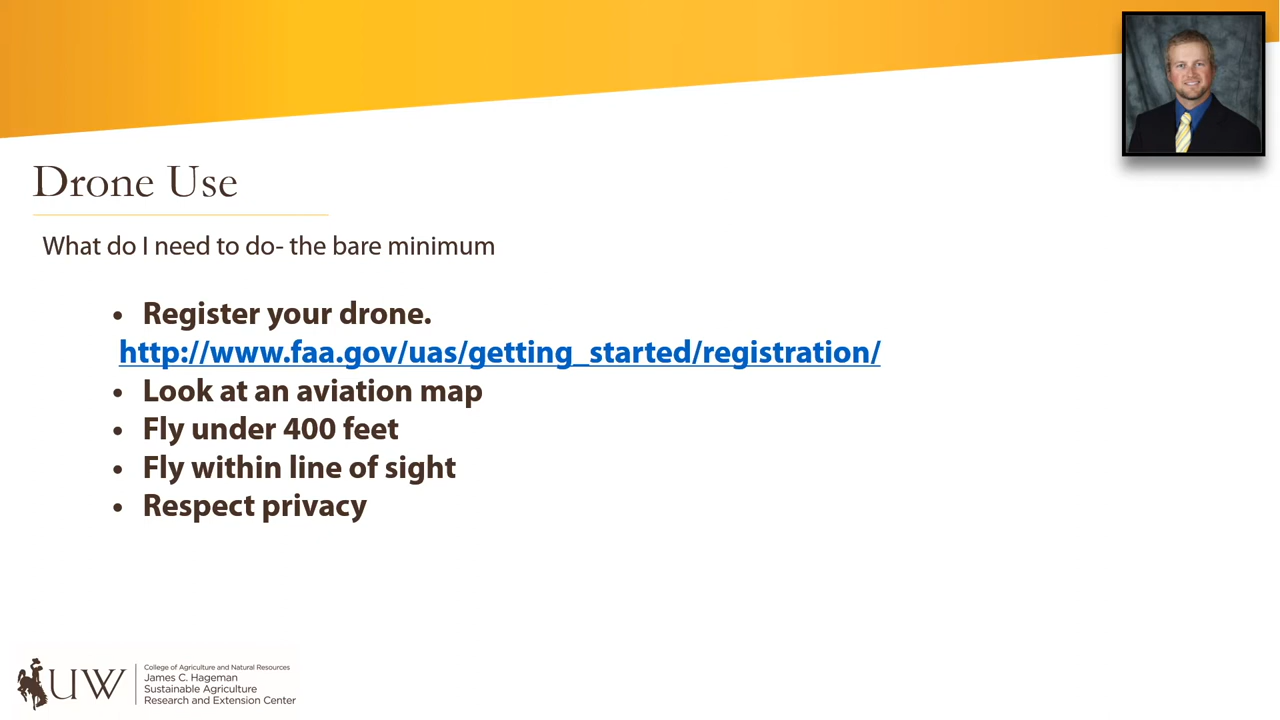 Drone Use
What do I need to do- the bare minimum
• Register your drone.
http://www.faa.gov/uas/getting_started/registration/
• Look at an aviation map
• Fly under 400 feet
• Fly within line of sight
• Respect privacy
UW
College of Agriculture and Natural Resources
James C. Hageman
Sustainable Agriculture
Research and Extension Center